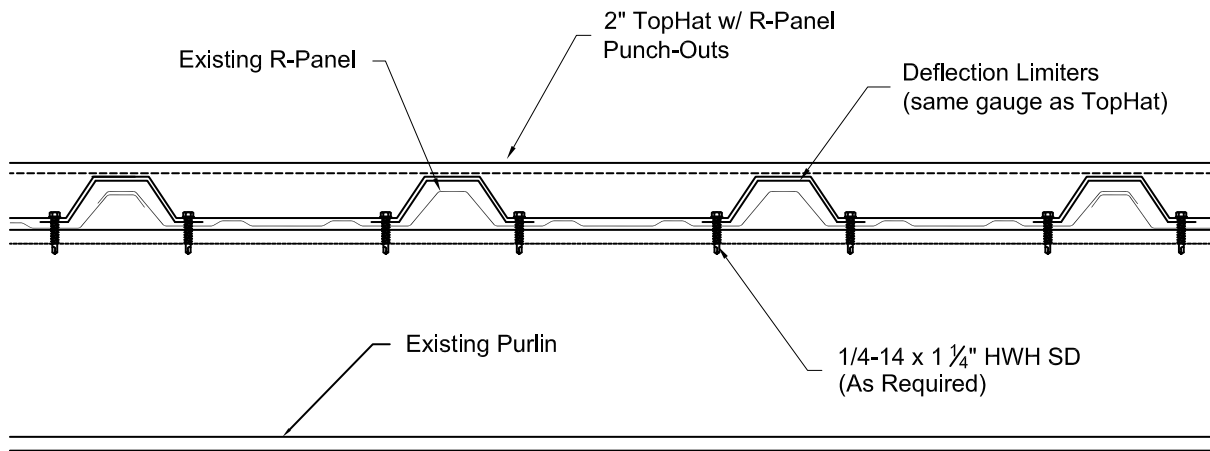 2" TopHat w/ R-Panel
Punch-Outs
Existing R-Panel
Deflection Limiters
(same gauge as TopHat)
Existing Purlin
1/4-14 x 1 ¼" HWH SD
(As Required)